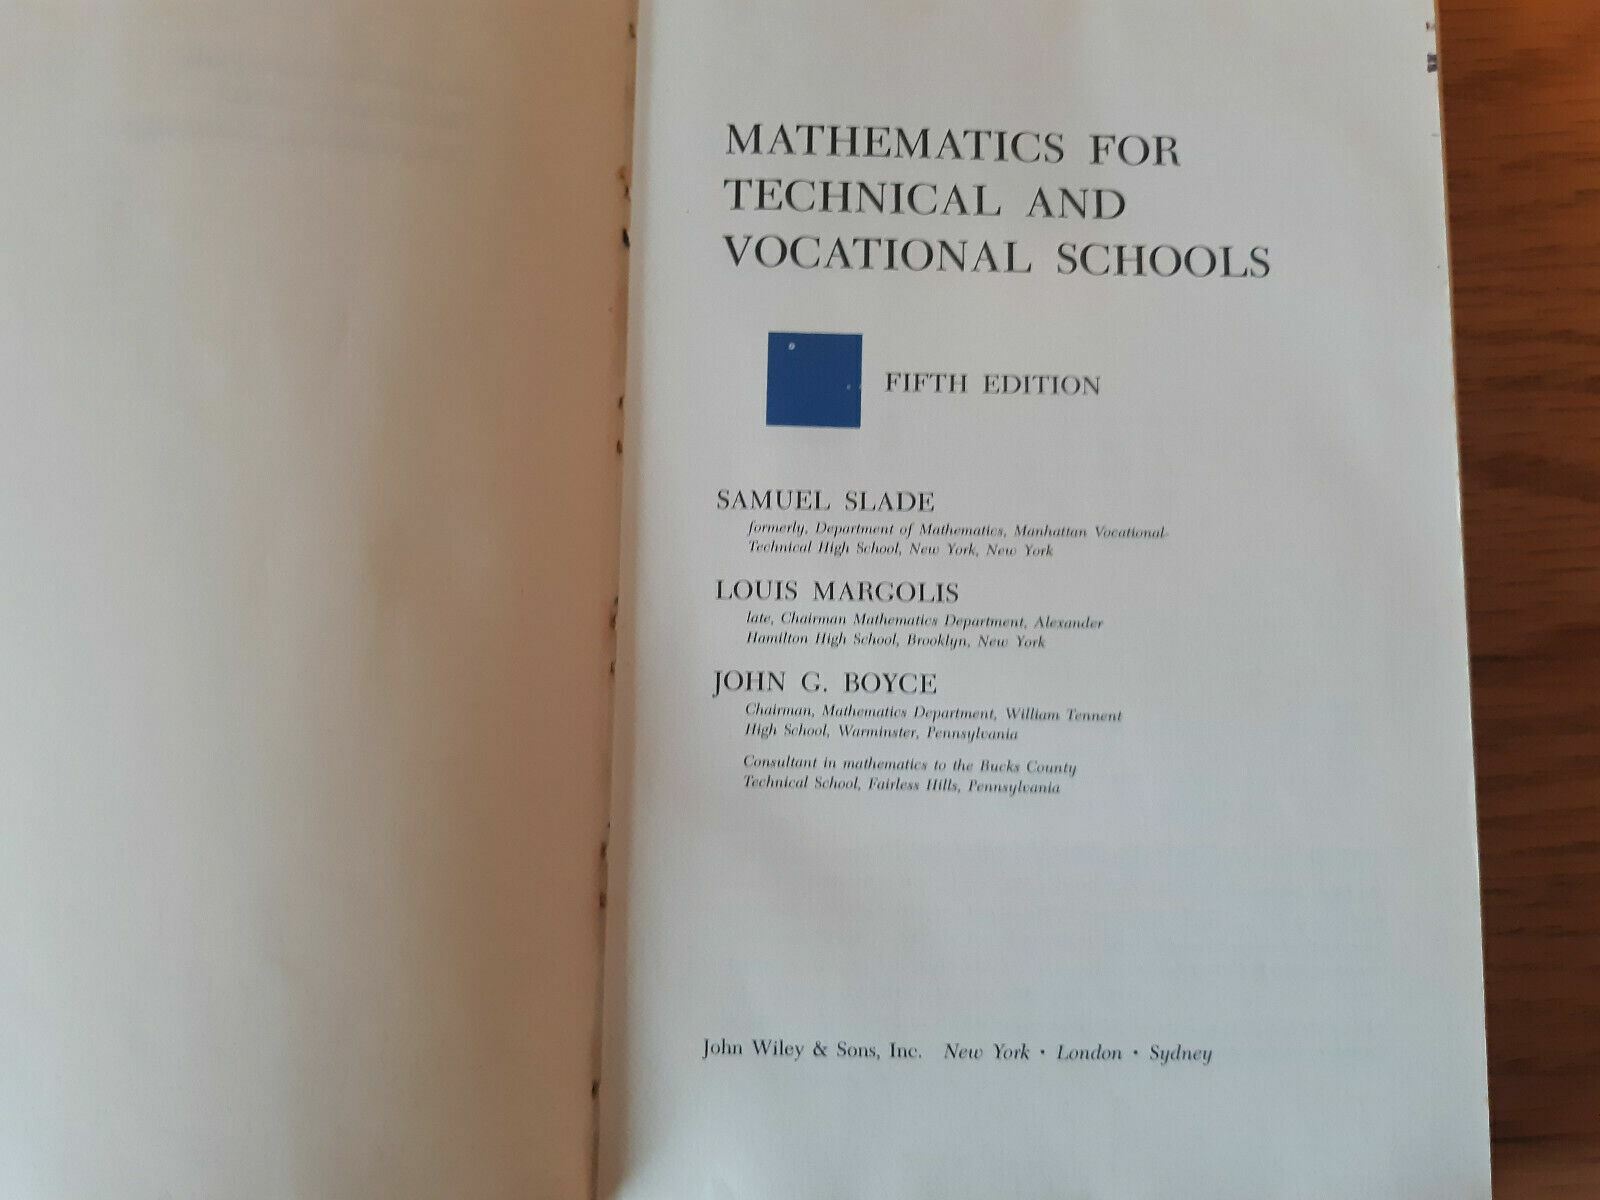 MATHEMATICS FOR
TECHNICAL AND
VOCATIONAL SCHOOLS
FIFTH EDITION
SAMUEL SLADE
formerly, Department of Mathematics, Manhattan Vocational-
Technical High School, New York, New York
LOUIS MARGOLIS
late, Chairman Mathematics Department, Alexander
Hamilton High School, Brooklyn, New York
JOHN G. BOYCE
Chairman, Mathematics Department, William Tennent
High School, Warminster, Pennsylvania
Consultant in mathematics to the Bucks County
Technical School, Fairless Hills, Pennsylvania
John Wiley & Sons, Inc. New York · London · Sydney